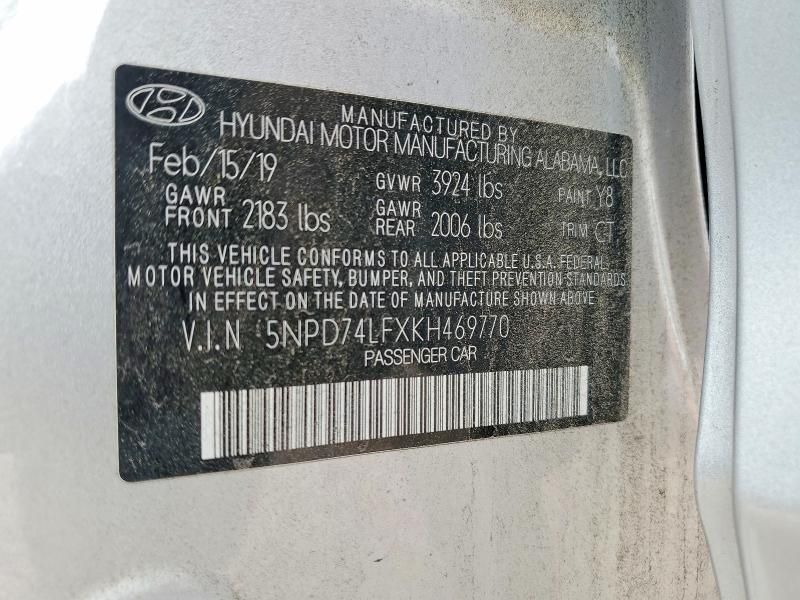 MANUFACTURED BY
HYUNDAI MOTOR MANUFACTURING ALABAMA, LLC
Feb/15/19 GVWR 3924 lbs PAINT Y8
GAWR FRONT 2183 lbs GAWR REAR 2006 lbs TRIM CT
THIS VEHICLE CONFORMS TO ALL APPLICABLE U.S.A. FEDERAL
MOTOR VEHICLE SAFETY, BUMPER, AND THEFT PREVENTION STANDARDS
IN EFFECT ON THE DATE OF MANUFACTURE SHOWN ABOVE.
V.I.N 5NPD74LFXKH469770
PASSENGER CAR